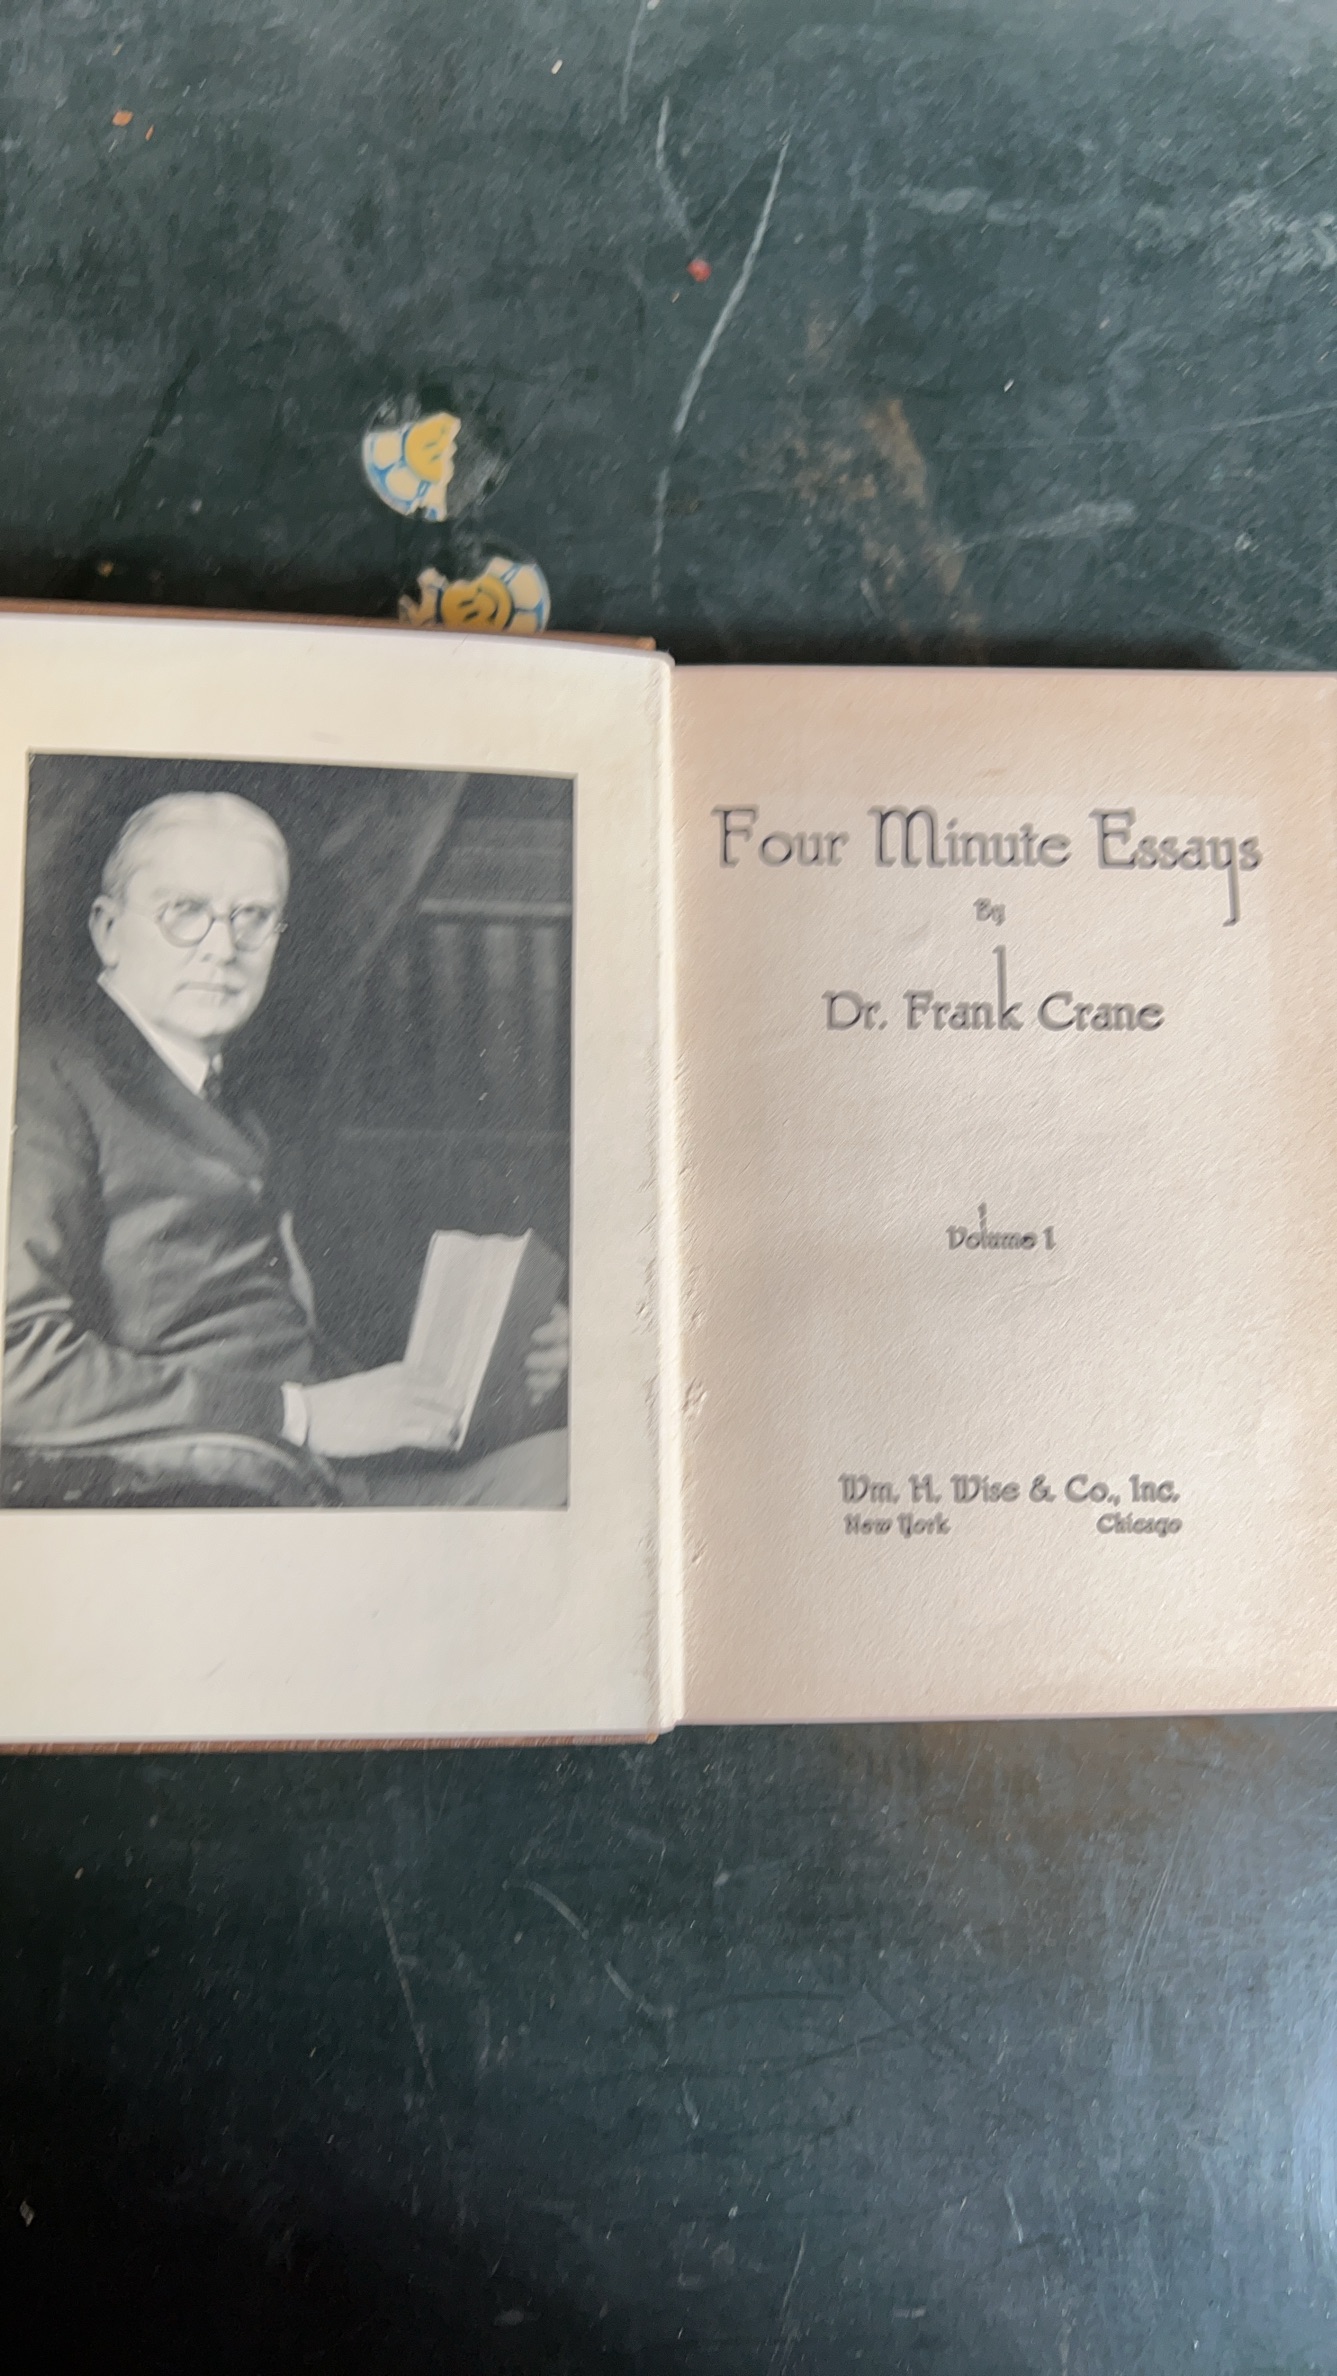 Four Minute Essays
By
Dr. Frank Crane
Volume 1
Wm. H. Wise & Co., Inc.
New York Chicago